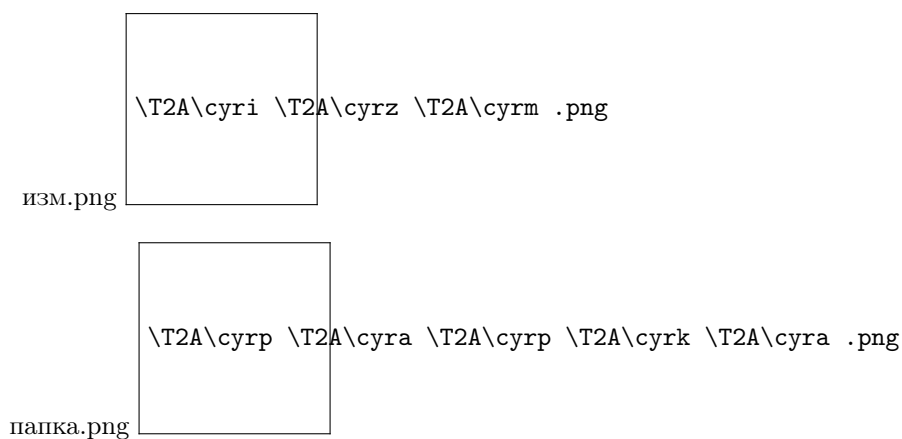 \T2A\cyri \T2A\cyrz \T2A\cyrm .png
изм.png
\T2A\cyrp \T2A\cyra \T2A\cyrp \T2A\cyrk \T2A\cyra .png
папка.png